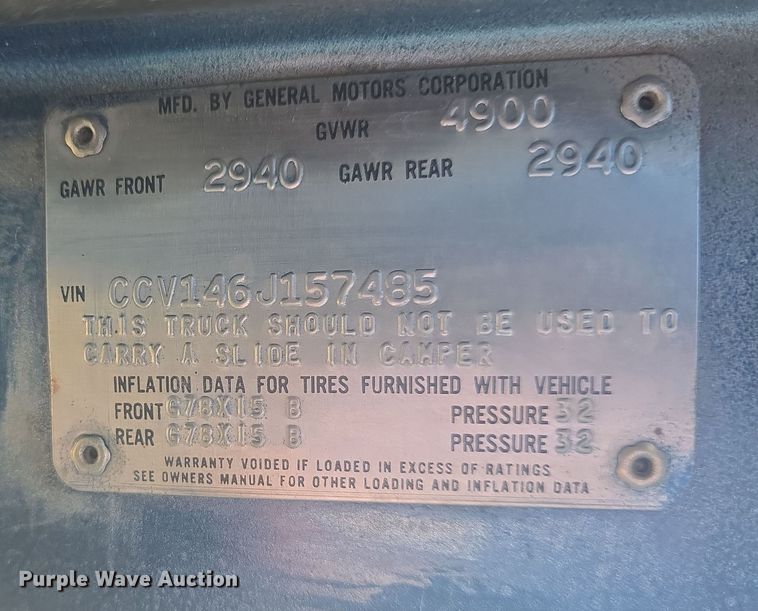 MFD. BY GENERAL MOTORS CORPORATION
GVWR 4900
GAWR FRONT 2940 GAWR REAR 2940
VIN CCV146J157485
THIS TRUCK SHOULD NOT BE USED TO
CARRY A SLIDE IN CAMPER
INFLATION DATA FOR TIRES FURNISHED WITH VEHICLE
FRONT G78X15 B PRESSURE 32
REAR G78X15 B PRESSURE 32
WARRANTY VOIDED IF LOADED IN EXCESS OF RATINGS
SEE OWNERS MANUAL FOR OTHER LOADING AND INFLATION DATA
Purple Wave Auction